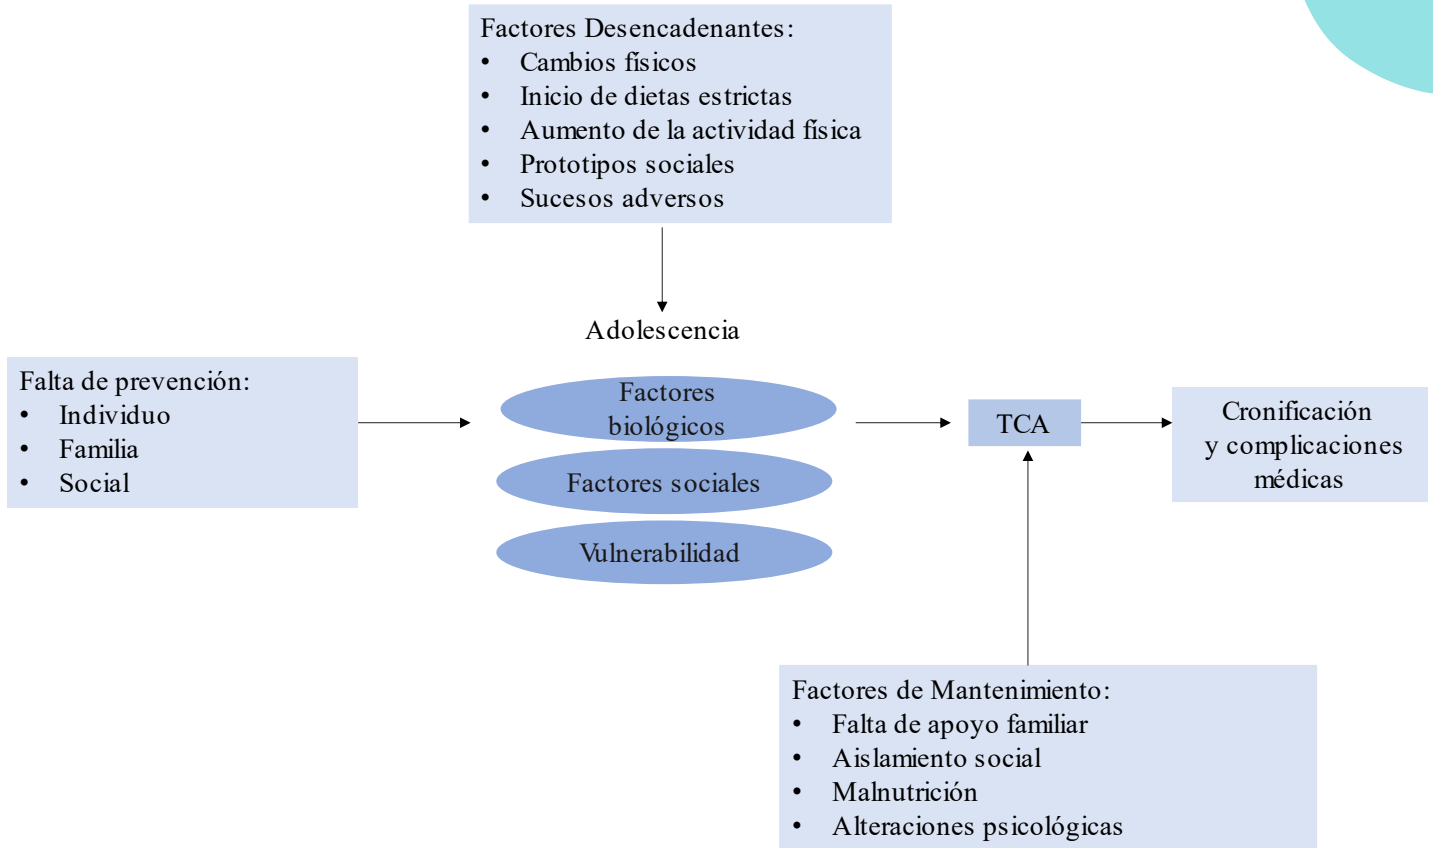 Factores Desencadenantes:
• Cambios físicos
• Inicio de dietas estrictas
• Aumento de la actividad física
• Prototipos sociales
• Sucesos adversos
Adolescencia
Falta de prevención:
• Individuo
• Familia
• Social
Factores
biológicos
Factores sociales
Vulnerabilidad
TCA
Cronificación
y complicaciones
médicas
Factores de Mantenimiento:
• Falta de apoyo familiar
• Aislamiento social
• Malnutrición
• Alteraciones psicológicas